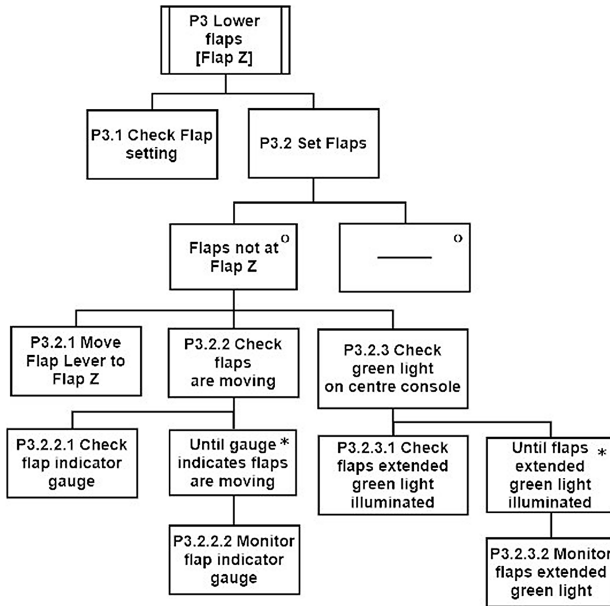 P3 Lower
flaps
[Flap Z]
P3.1 Check Flap
setting
P3.2 Set Flaps
Flaps not at o
Flap Z
o
P3.2.1 Move
Flap Lever to
Flap Z
P3.2.2 Check
flaps
are moving
P3.2.3 Check
green light
on centre console
P3.2.2.1 Check
flap indicator
gauge
Until gauge *
indicates flaps
are moving
P3.2.3.1 Check
flaps extended
green light
illuminated
Until flaps
extended *
green light
illuminated
P3.2.2.2 Monitor
flap indicator
gauge
P3.2.3.2 Monitor
flaps extended
green light